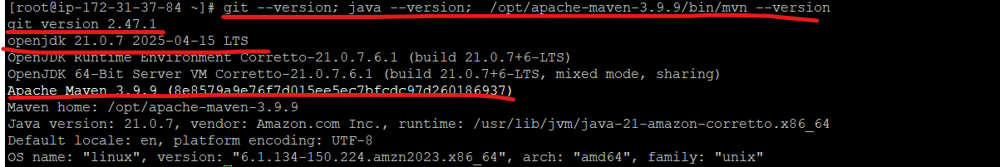 [root@ip-172-31-37-84 ~]# git --version; java --version;  /opt/apache-maven-3.9.9/bin/mvn --version
git version 2.47.1
openjdk 21.0.7 2025-04-15 LTS
OpenJDK Runtime Environment Corretto-21.0.7.6.1 (build 21.0.7+6-LTS)
OpenJDK 64-Bit Server VM Corretto-21.0.7.6.1 (build 21.0.7+6-LTS, mixed mode, sharing)
Apache Maven 3.9.9 (8e8579a9e76f7d015ee5ec7bfcdc97d260186937)
Maven home: /opt/apache-maven-3.9.9
Java version: 21.0.7, vendor: Amazon.com Inc., runtime: /usr/lib/jvm/java-21-amazon-corretto.x86_64
Default locale: en, platform encoding: UTF-8
OS name: "linux", version: "6.1.134-150.224.amzn2023.x86_64", arch: "amd64", family: "unix"